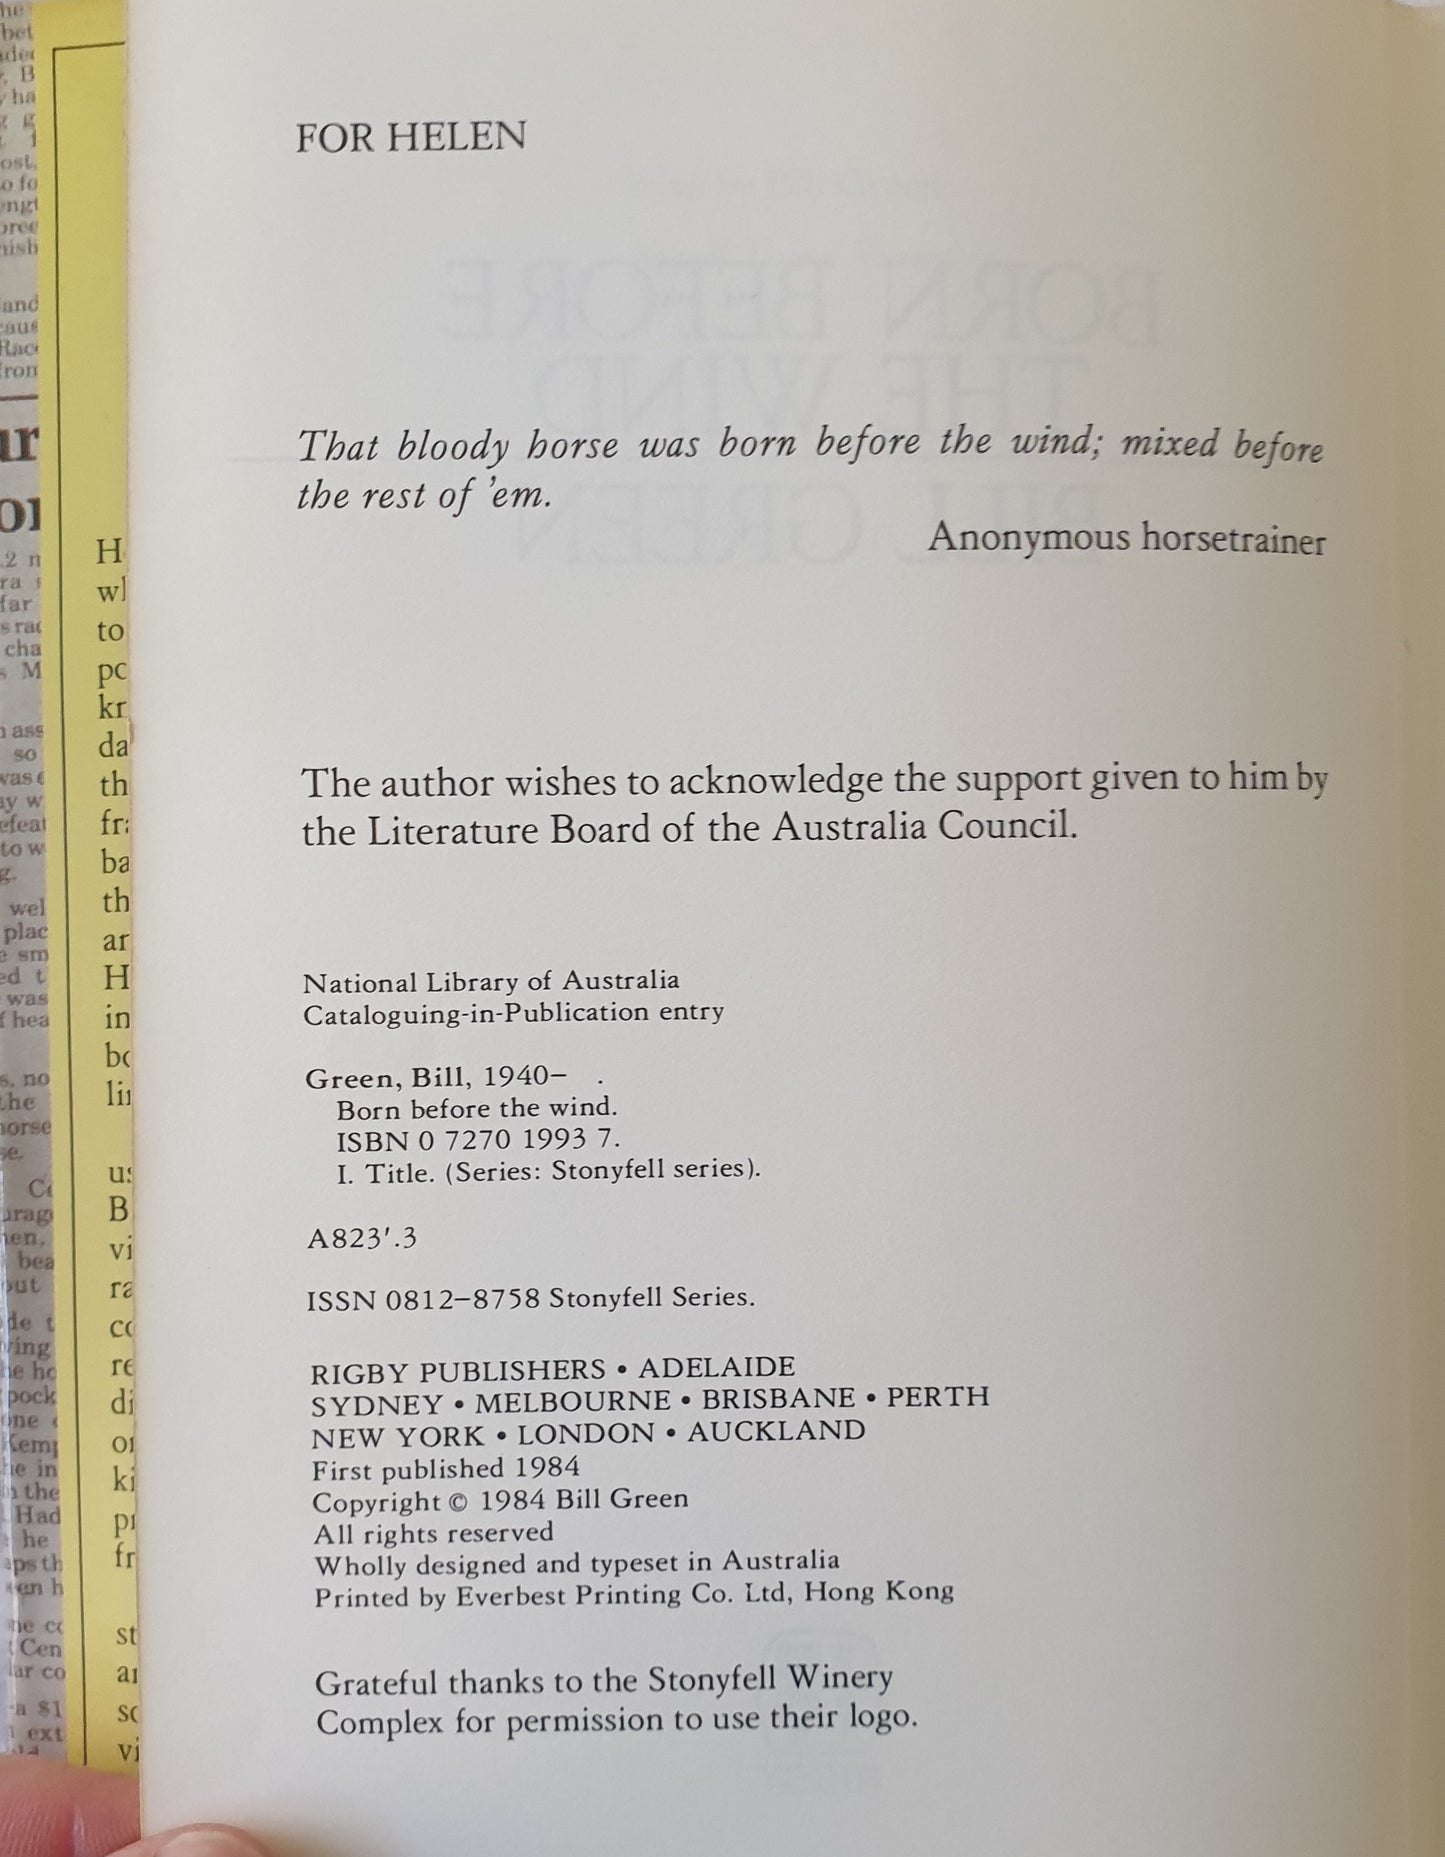 FOR HELEN
That bloody horse was born before the wind; mixed before
the rest of 'em.
Anonymous horsetrainer
The author wishes to acknowledge the support given to him by
the Literature Board of the Australia Council.
National Library of Australia
Cataloguing-in-Publication entry
Green, Bill, 1940–   .
Born before the wind.
ISBN 0 7270 1993 7.
I. Title. (Series: Stonyfell series).
A823′.3
ISSN 0812–8758 Stonyfell Series.
RIGBY PUBLISHERS • ADELAIDE
SYDNEY • MELBOURNE • BRISBANE • PERTH
NEW YORK • LONDON • AUCKLAND
First published 1984
Copyright © 1984 Bill Green
All rights reserved
Wholly designed and typeset in Australia
Printed by Everbest Printing Co. Ltd, Hong Kong
Grateful thanks to the Stonyfell Winery
Complex for permission to use their logo.